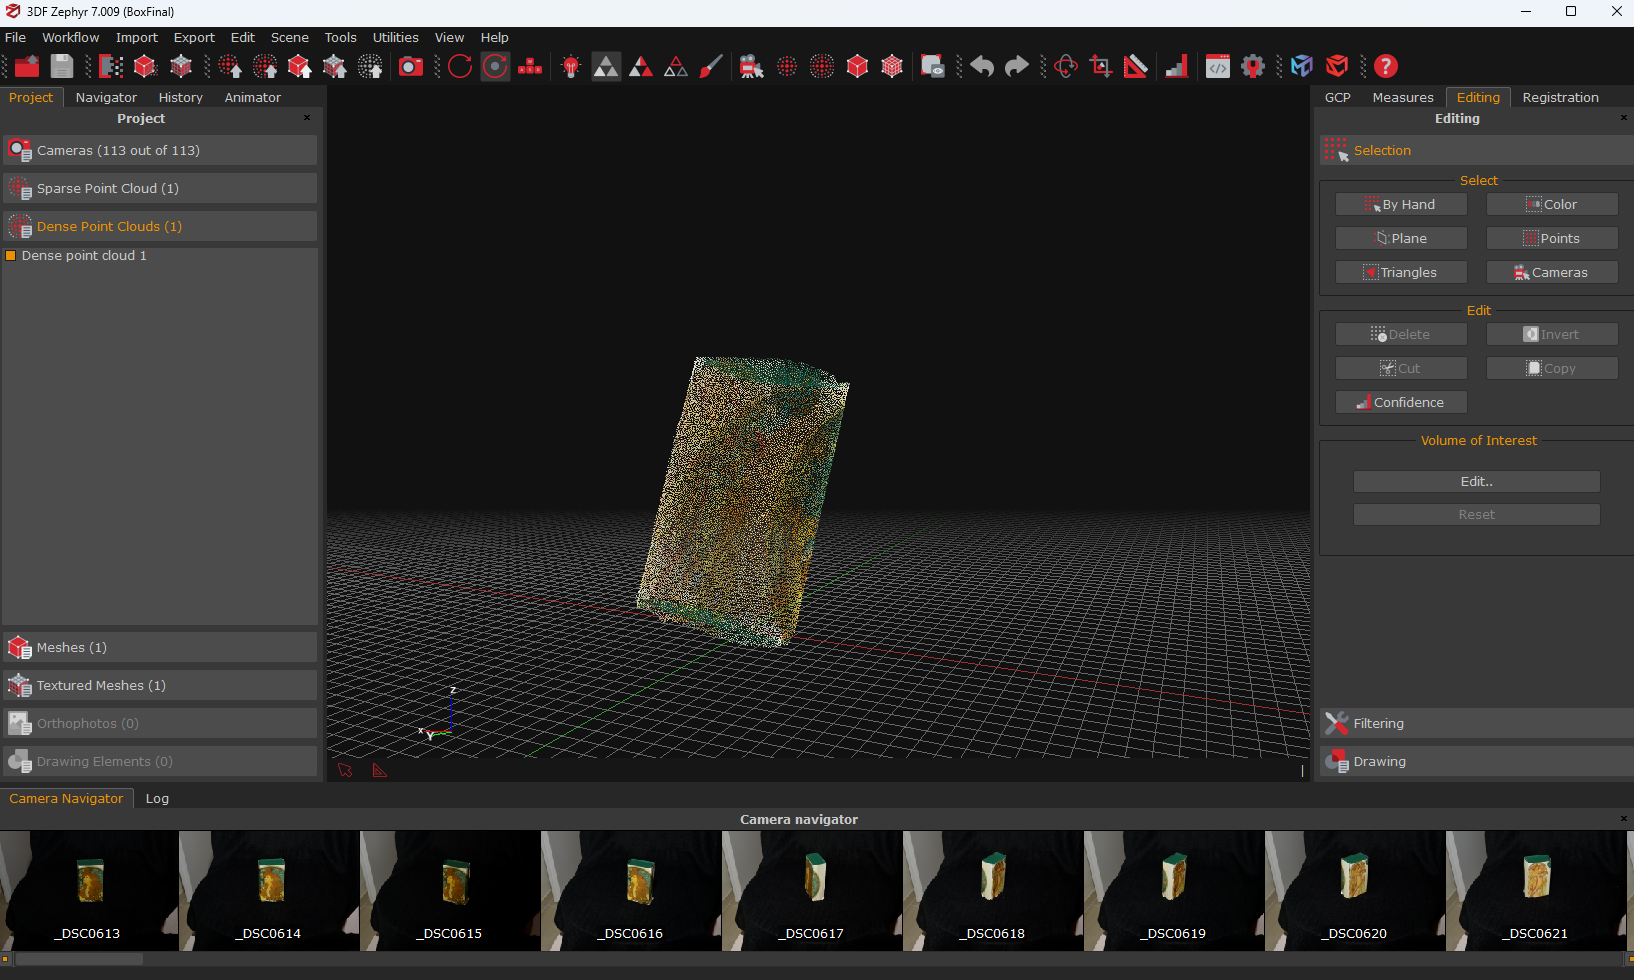 3DF Zephyr 7.009 (BoxFinal)
File Workflow Import Export Edit Scene Tools Utilities View Help
Project Navigator History Animator
Project
Cameras (113 out of 113)
Sparse Point Cloud (1)
Dense Point Clouds (1)
Dense point cloud 1
Meshes (1)
Textured Meshes (1)
Orthophotos (0)
Drawing Elements (0)
z
x
Y
GCP Measures Editing Registration
Editing
Selection
Select
By Hand Color
Plane Points
Triangles Cameras
Edit
Delete Invert
Cut Copy
Confidence
Volume of Interest
Edit..
Reset
Filtering
Drawing
Camera Navigator Log
Camera navigator
_DSC0613 _DSC0614 _DSC0615 _DSC0616 _DSC0617 _DSC0618 _DSC0619 _DSC0620 _DSC0621